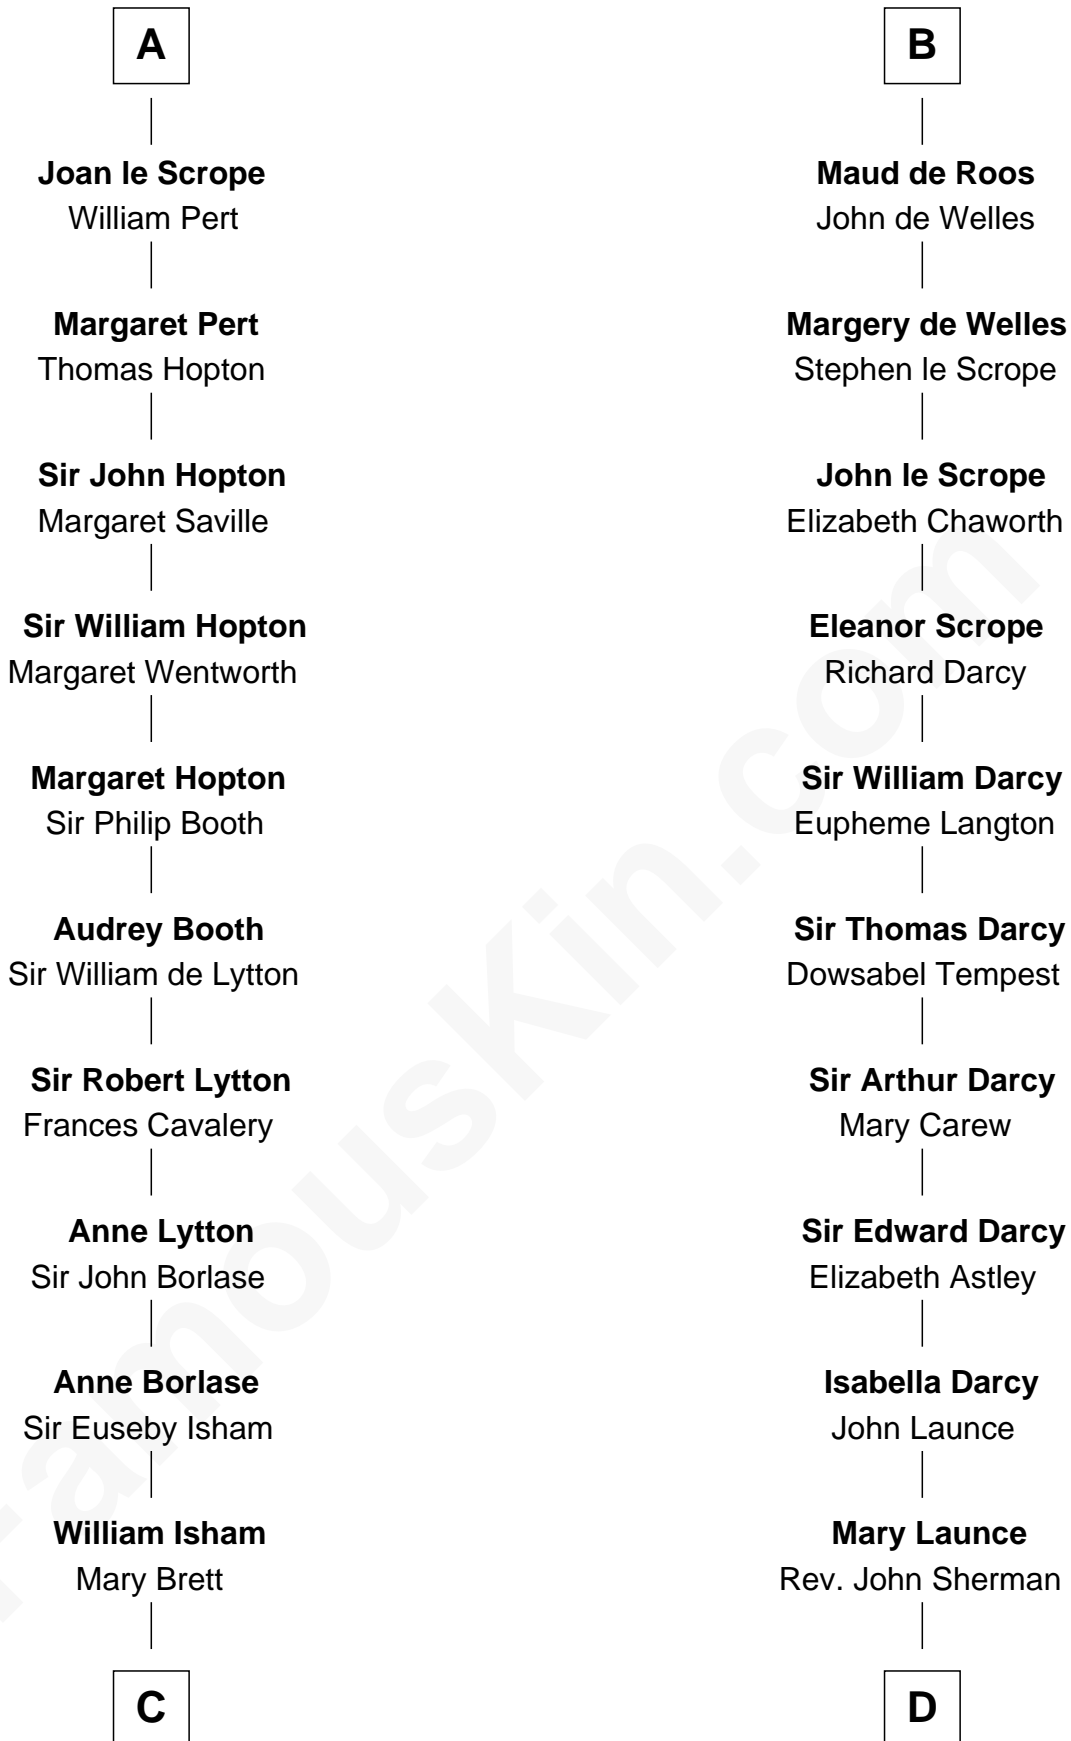 A
Joan le Scrope
William Pert
Margaret Pert
Thomas Hopton
Sir John Hopton
Margaret Saville
Sir William Hopton
Margaret Wentworth
Margaret Hopton
Sir Philip Booth
Audrey Booth
Sir William de Lytton
Sir Robert Lytton
Frances Cavalery
Anne Lytton
Sir John Borlase
Anne Borlase
Sir Euseby Isham
William Isham
Mary Brett
C
B
Maud de Roos
John de Welles
Margery de Welles
Stephen le Scrope
John le Scrope
Elizabeth Chaworth
Eleanor Scrope
Richard Darcy
Sir William Darcy
Eupheme Langton
Sir Thomas Darcy
Dowsabel Tempest
Sir Arthur Darcy
Mary Carew
Sir Edward Darcy
Elizabeth Astley
Isabella Darcy
John Launce
Mary Launce
Rev. John Sherman
D
FamousKin.com